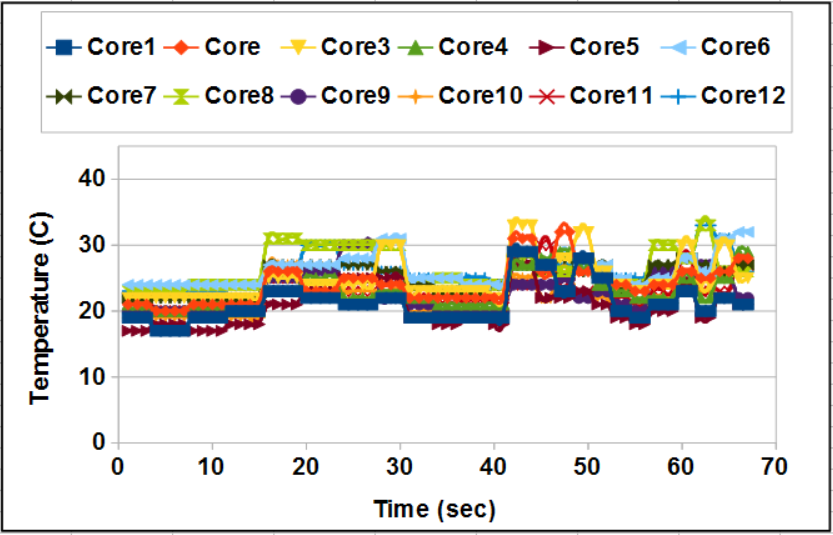 Core1 Core Core3 Core4 Core5 Core6
Core7 Core8 Core9 Core10 Core11 Core12
Temperature (C)
40
30
20
10
0
0 10 20 30 40 50 60 70
Time (sec)